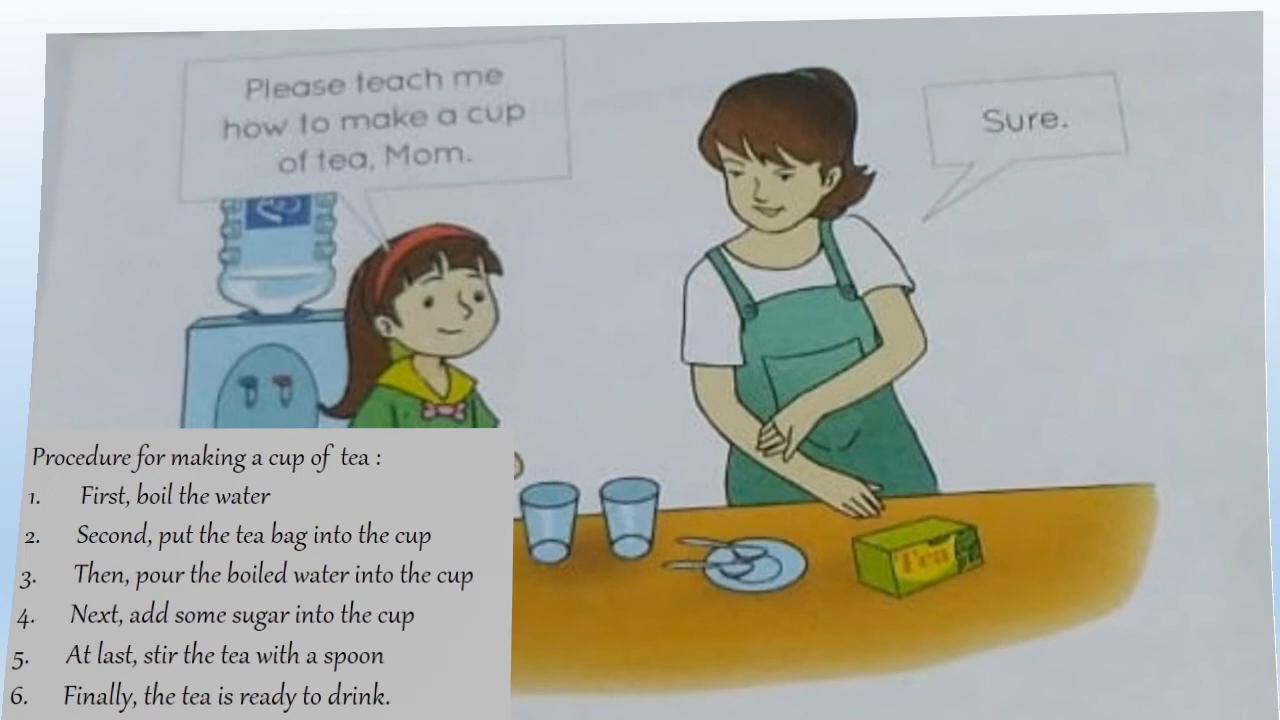 Please teach me
how to make a cup
of tea, Mom.
Sure.
Tea
Procedure for making a cup of tea :
1. First, boil the water
2. Second, put the tea bag into the cup
3. Then, pour the boiled water into the cup
4. Next, add some sugar into the cup
5. At last, stir the tea with a spoon
6. Finally, the tea is ready to drink.